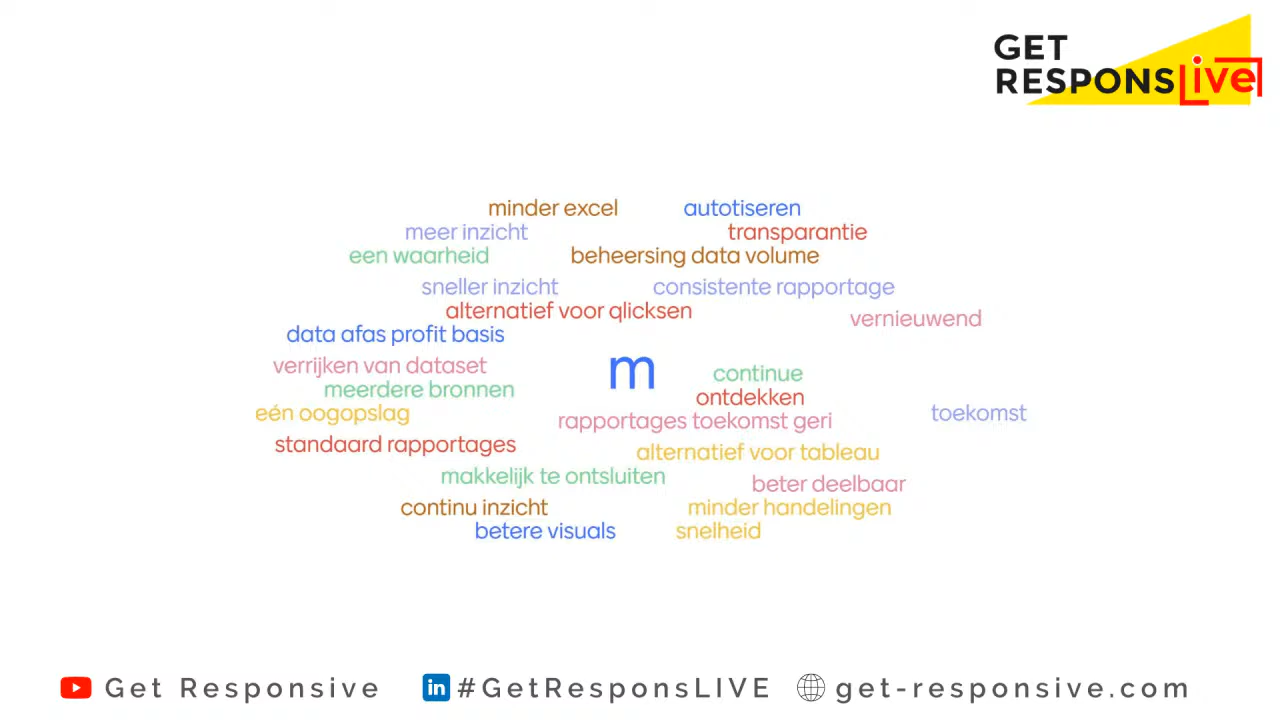 GET
RESPONSLive
minder excel
autotiseren
meer inzicht
transparantie
een waarheid
beheersing data volume
sneller inzicht
consistente rapportage
alternatief voor qlicksen
vernieuwend
data afas profit basis
verrijken van dataset
m
continue
meerdere bronnen
ontdekken
eén oogopslag
rapportages toekomst geri
toekomst
standaard rapportages
alternatief voor tableau
makkelijk te ontsluiten
beter deelbaar
continu inzicht
minder handelingen
betere visuals
snelheid
Get Responsive
in #GetResponsLIVE
get-responsive.com